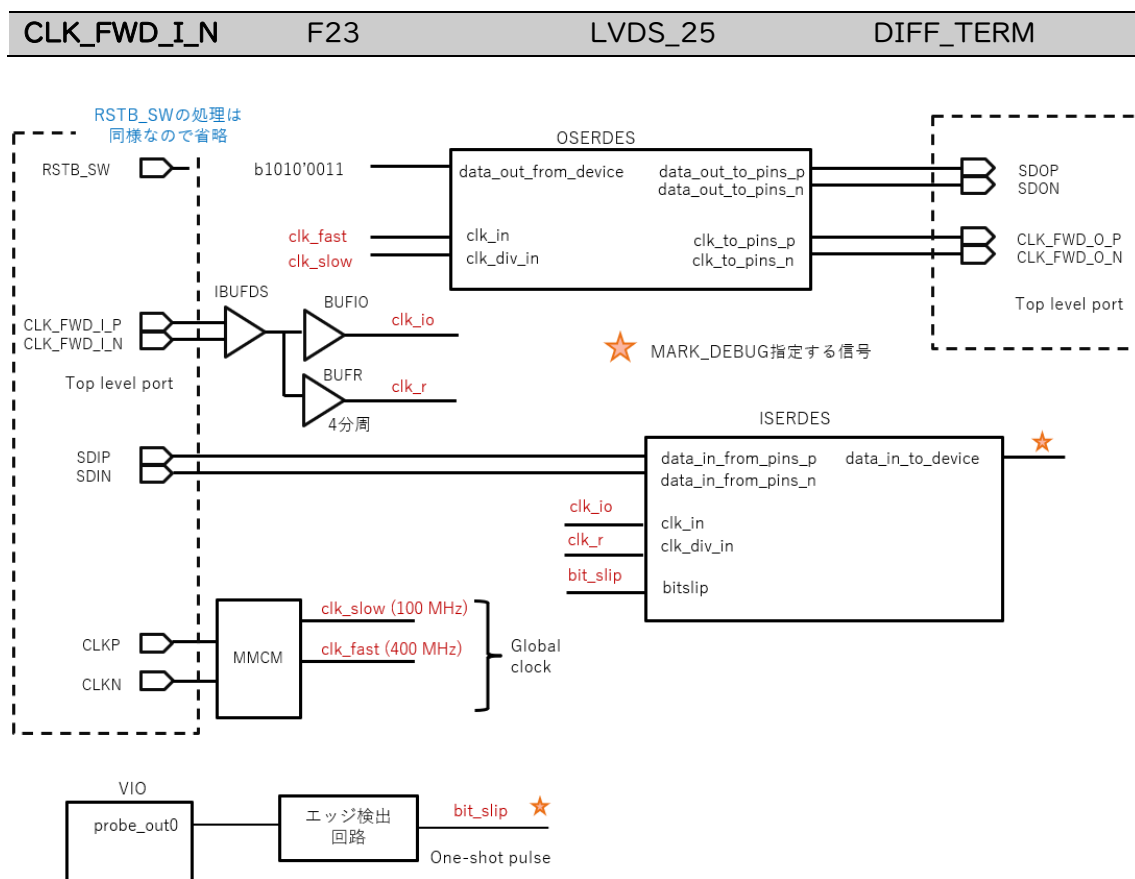 CLK_FWD_I_N F23 LVDS_25 DIFF_TERM
RSTB_SWの処理は
同様なので省略
RSTB_SW
b1010'0011
OSERDES
data_out_from_device
data_out_to_pins_p
data_out_to_pins_n
SDOP
SDON
clk_fast
clk_slow
clk_in
clk_div_in
clk_to_pins_p
clk_to_pins_n
CLK_FWD_O_P
CLK_FWD_O_N
Top level port
IBUFDS
BUFIO
clk_io
CLK_FWD_I_P
CLK_FWD_I_N
Top level port
BUFR
clk_r
4分周
MARK_DEBUG指定する信号
ISERDES
SDIP
SDIN
data_in_from_pins_p
data_in_from_pins_n
data_in_to_device
clk_io
clk_r
bit_slip
clk_in
clk_div_in
bitslip
CLKP
CLKN
MMCM
clk_slow (100 MHz)
clk_fast (400 MHz)
Global
clock
VIO
probe_out0
エッジ検出
回路
bit_slip
One-shot pulse